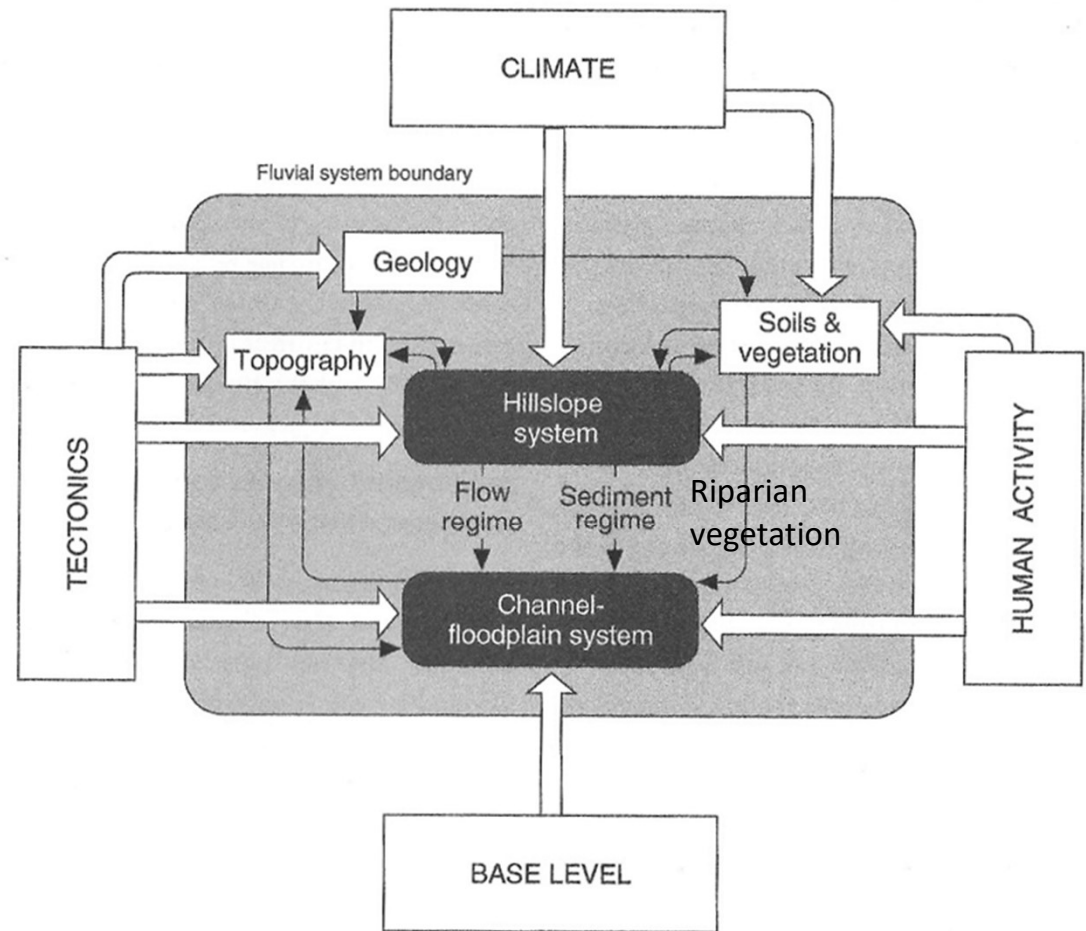 CLIMATE
Fluvial system boundary
Geology
Soils &
vegetation
Topography
Hillslope
system
TECTONICS
HUMAN ACTIVITY
Flow
regime
Sediment
regime
Riparian
vegetation
Channel-
floodplain system
BASE LEVEL